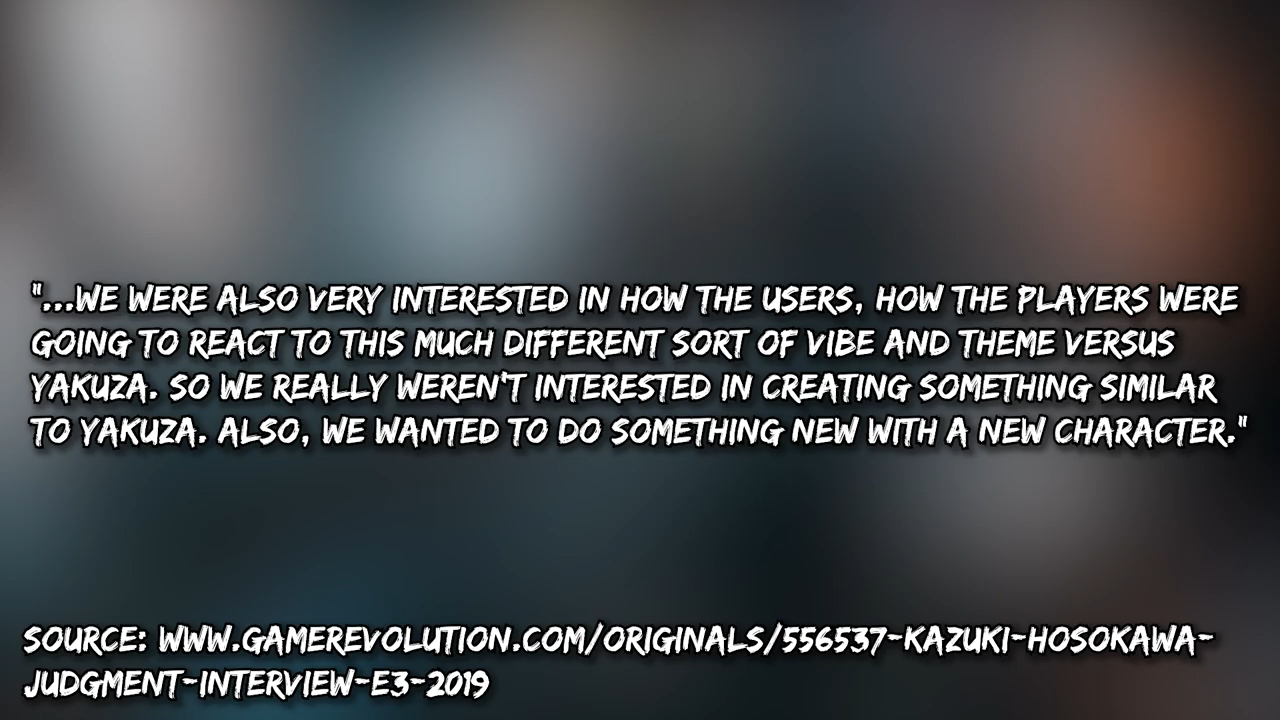 "...WE WERE ALSO VERY INTERESTED IN HOW THE USERS, HOW THE PLAYERS WERE
GOING TO REACT TO THIS MUCH DIFFERENT SORT OF VIBE AND THEME VERSUS
YAKUZA. SO WE REALLY WEREN'T INTERESTED IN CREATING SOMETHING SIMILAR
TO YAKUZA. ALSO, WE WANTED TO DO SOMETHING NEW WITH A NEW CHARACTER."
SOURCE: WWW.GAMEREVOLUTION.COM/ORIGINALS/556537-KAZUKI-HOSOKAWA-
JUDGMENT-INTERVIEW-E3-2019